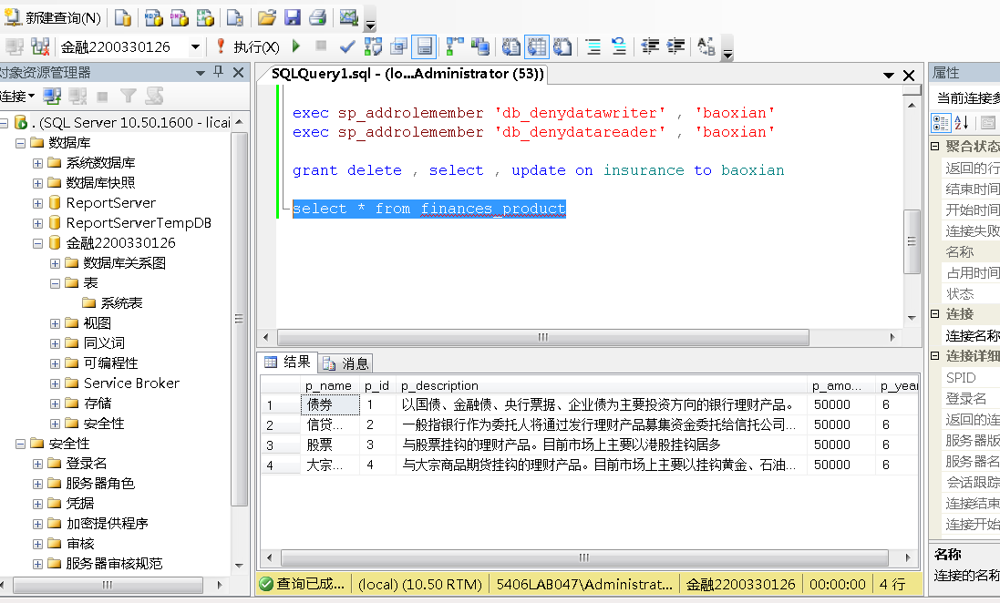 新建查询(N)
金融2200330126 执行(X)
对象资源管理器
连接
. (SQL Server 10.50.1600 - licai
数据库
系统数据库
数据库快照
ReportServer
ReportServerTempDB
金融2200330126
数据库关系图
表
系统表
视图
同义词
可编程性
Service Broker
存储
安全性
安全性
登录名
服务器角色
凭据
加密提供程序
审核
服务器审核规范
SQLQuery1.sql - (lo...Administrator (53))
exec sp_addrolemember 'db_denydatawriter' , 'baoxian'
exec sp_addrolemember 'db_denydatareader' , 'baoxian'
grant delete , select , update on insurance to baoxian
select * from finances_product
结果 消息
p_name p_id p_description p_amo... p_year
1 债券 1 以国债、金融债、央行票据、企业债为主要投资方向的银行理财产品。 50000 6
2 信贷... 2 一般指银行作为委托人将通过发行理财产品募集资金委托给信托公司... 50000 6
3 股票 3 与股票挂钩的理财产品。目前市场上主要以港股挂钩居多 50000 6
4 大宗... 4 与大宗商品期货挂钩的理财产品。目前市场上主要以挂钩黄金、石油... 50000 6
查询已成... (local) (10.50 RTM) 5406LAB047\Administrat... 金融2200330126 00:00:00 4 行
属性
当前连接参
聚合状态
返回的行
结束时间
开始时间
连接失败
名称
占用时间
状态
连接
连接名称
连接详细
SPID
登录名
返回的连
服务器版
服务器名
会话跟踪
连接结束
连接开始
名称
连接的名称